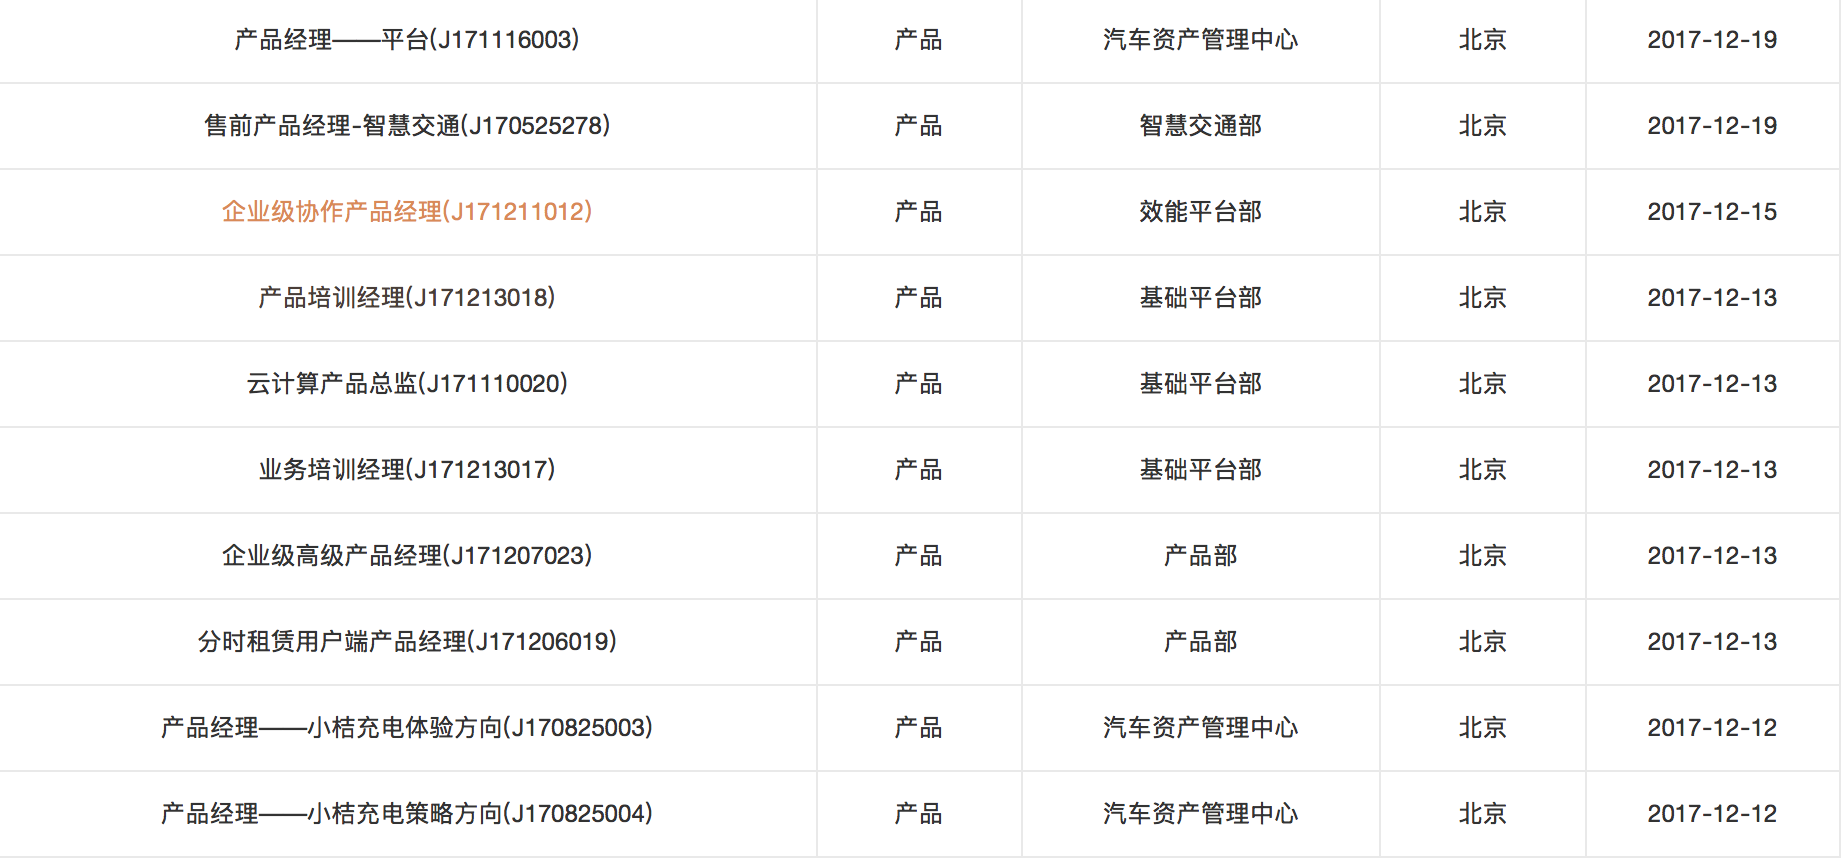 产品经理——平台(J171116003) 产品 汽车资产管理中心 北京 2017-12-19
售前产品经理-智慧交通(J170525278) 产品 智慧交通部 北京 2017-12-19
企业级协作产品经理(J171211012) 产品 效能平台部 北京 2017-12-15
产品培训经理(J171213018) 产品 基础平台部 北京 2017-12-13
云计算产品总监(J171110020) 产品 基础平台部 北京 2017-12-13
业务培训经理(J171213017) 产品 基础平台部 北京 2017-12-13
企业级高级产品经理(J171207023) 产品 产品部 北京 2017-12-13
分时租赁用户端产品经理(J171206019) 产品 产品部 北京 2017-12-13
产品经理——小桔充电体验方向(J170825003) 产品 汽车资产管理中心 北京 2017-12-12
产品经理——小桔充电策略方向(J170825004) 产品 汽车资产管理中心 北京 2017-12-12